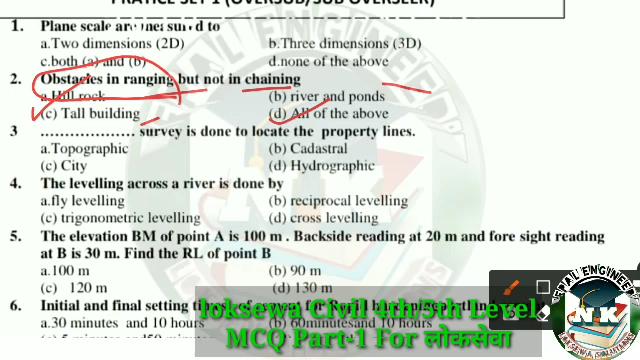 PRATICE SET 1 (OVERSUB/SUB OVERSEER)
1. Plane scale
a.Two dimensions (2D) b.Three dimensions (3D)
c.both (a) and (b) d.none of the above
2. Obstacles in ranging but not in chaining
a.Hill rock (b) river and ponds
(c) Tall building (d) All of the above
3 .................. survey is done to locate the property lines.
a.Topographic (b) Cadastral
(c) City (d) Hydrographic
4. The levelling across a river is done by
a.fly levelling (b) reciprocal levelling
(c) trigonometric levelling (d) cross levelling
5. The elevation BM of point A is 100 m . Backside reading at 20 m and fore sight reading
at B is 30 m. Find the RL of point B
a.100 m (b) 90 m
(c) 120 m (d) 130 m
6. Initial and final setting
a.30 minutes and 10 hours (b) 60minutesand 10 hours
loksewa Civil 4th/5th Level
MCQ Part-1 For लोकसेवा
N K